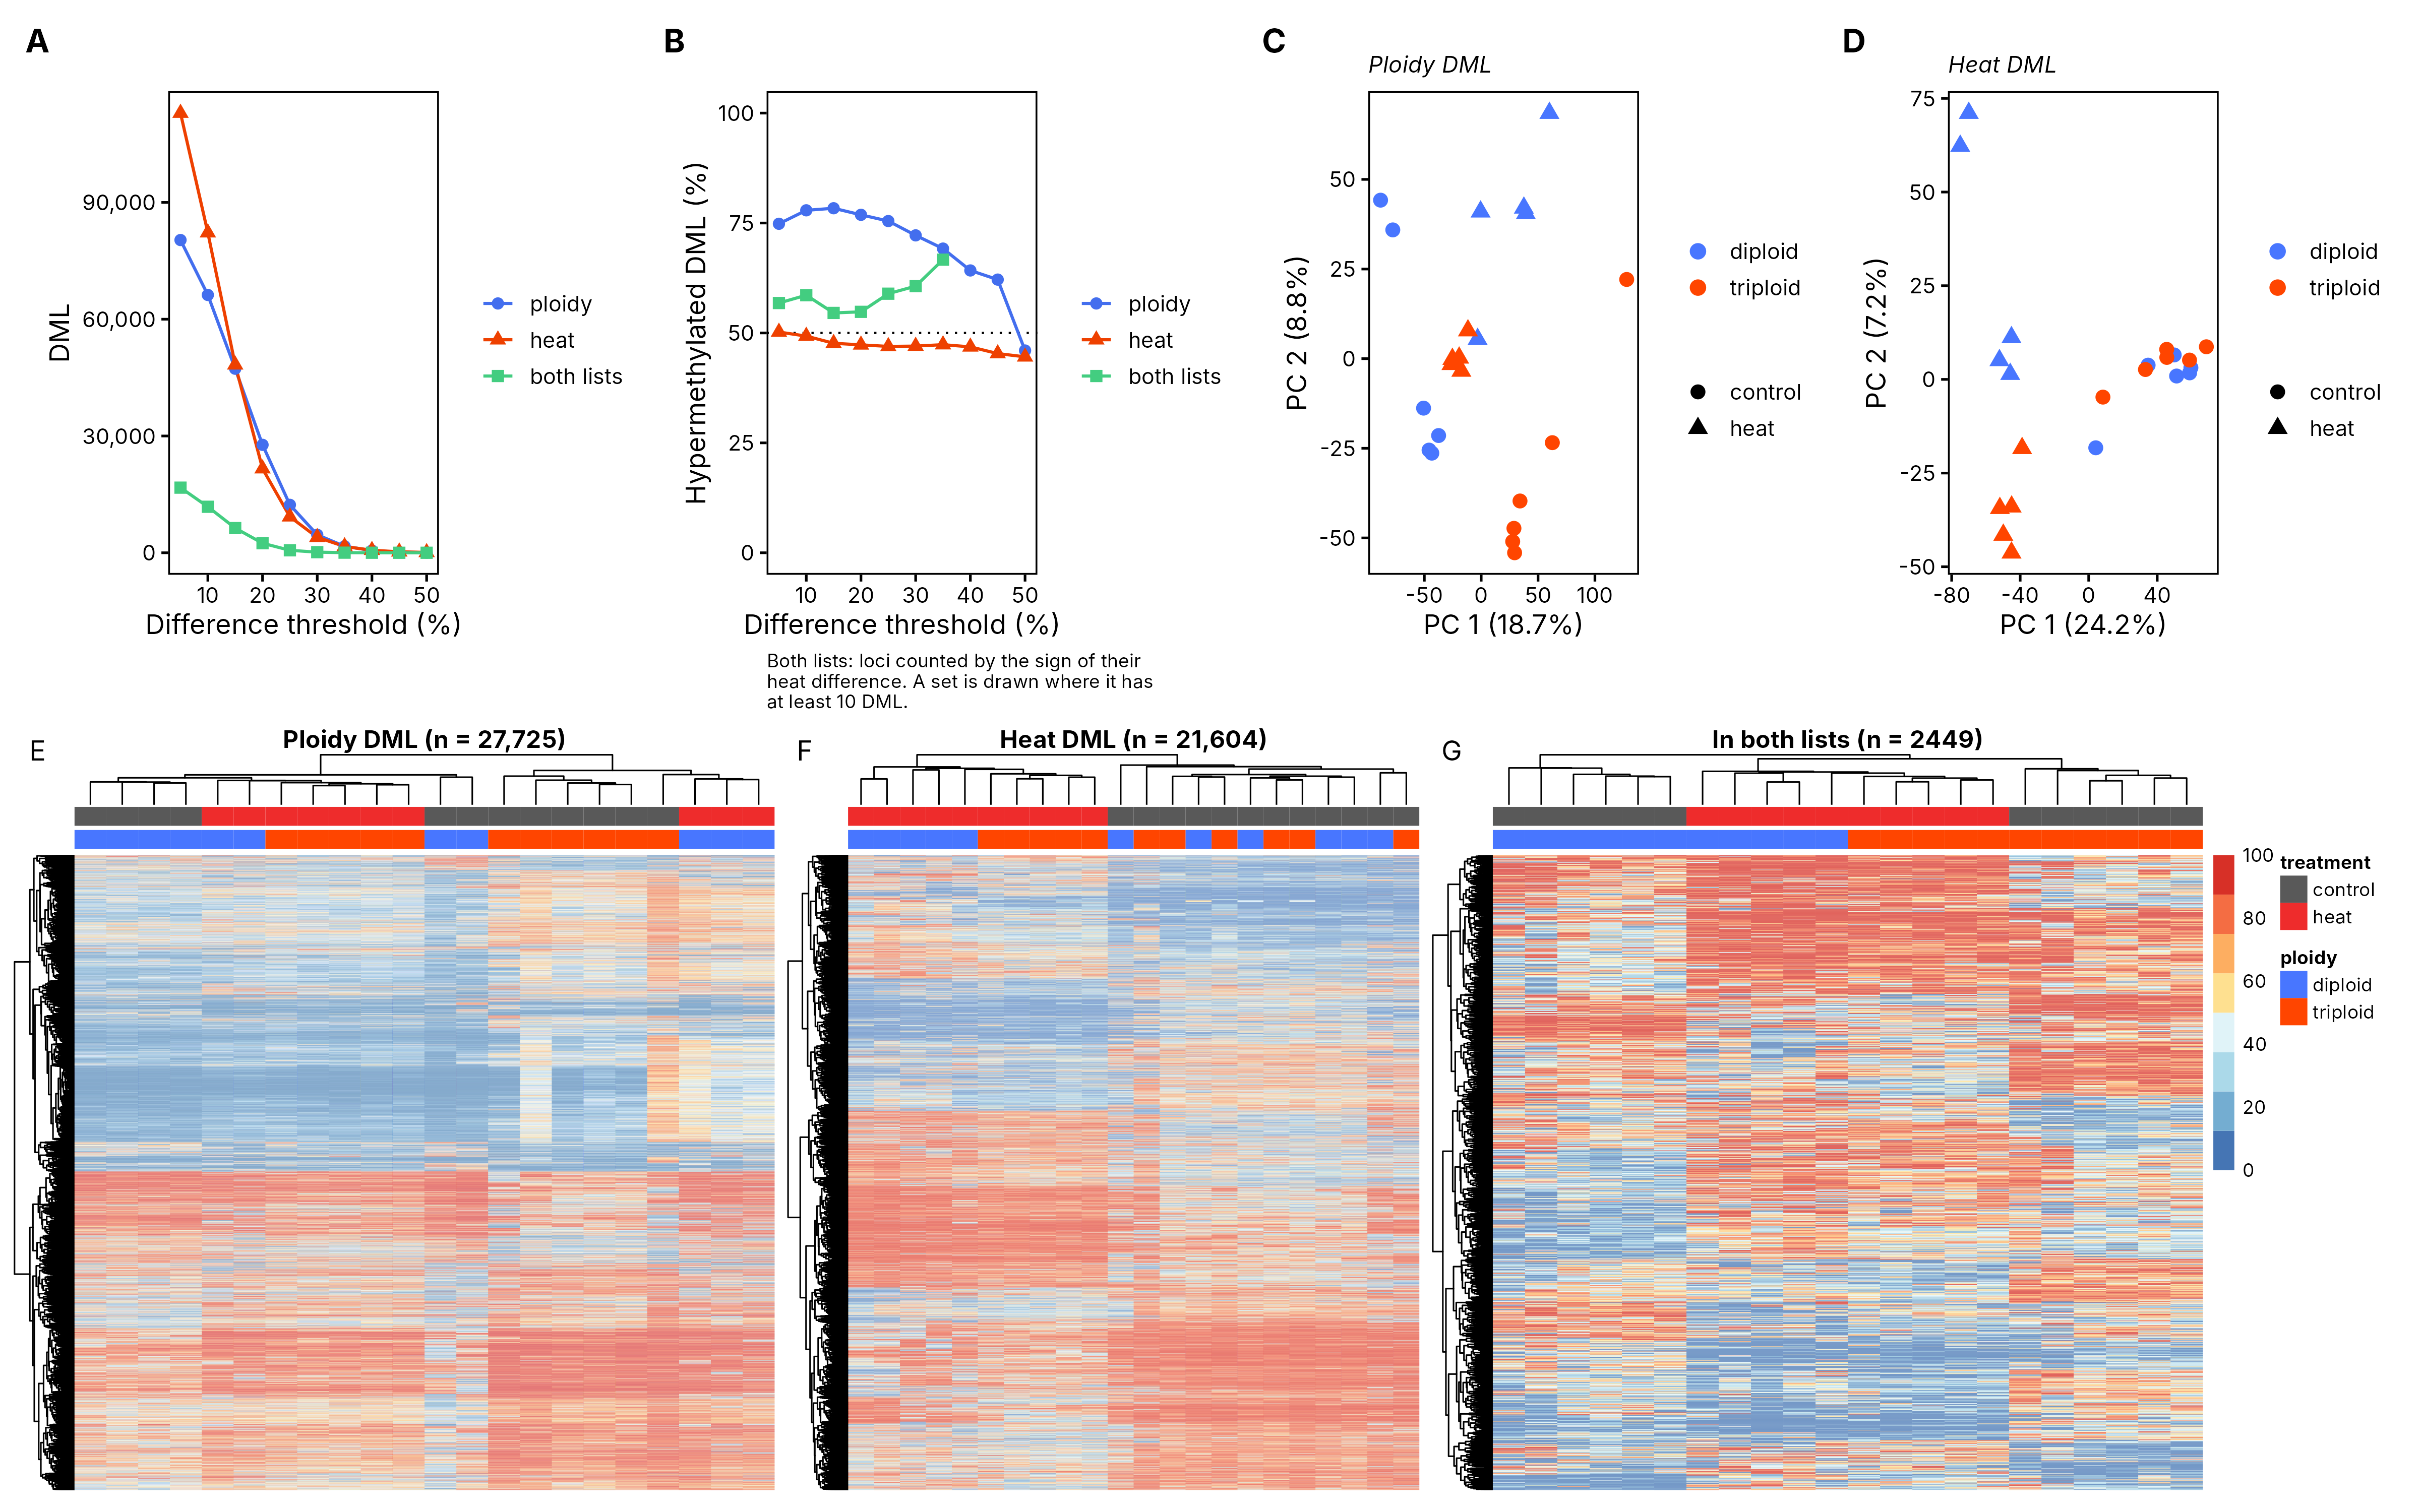 A
B
C
D
Ploidy DML
Heat DML
DML
90,000
60,000
30,000
0
10 20 30 40 50
Difference threshold (%)
ploidy
heat
both lists
Hypermethylated DML (%)
100
75
50
25
0
10 20 30 40 50
Difference threshold (%)
ploidy
heat
both lists
Both lists: loci counted by the sign of their
heat difference. A set is drawn where it has
at least 10 DML.
PC 2 (8.8%)
50
25
0
-25
-50
-50 0 50 100
PC 1 (18.7%)
diploid
triploid
control
heat
PC 2 (7.2%)
75
50
25
0
-25
-50
-80 -40 0 40
PC 1 (24.2%)
diploid
triploid
control
heat
E
Ploidy DML (n = 27,725)
F
Heat DML (n = 21,604)
G
In both lists (n = 2449)
100
80
60
40
20
0
treatment
control
heat
ploidy
diploid
triploid